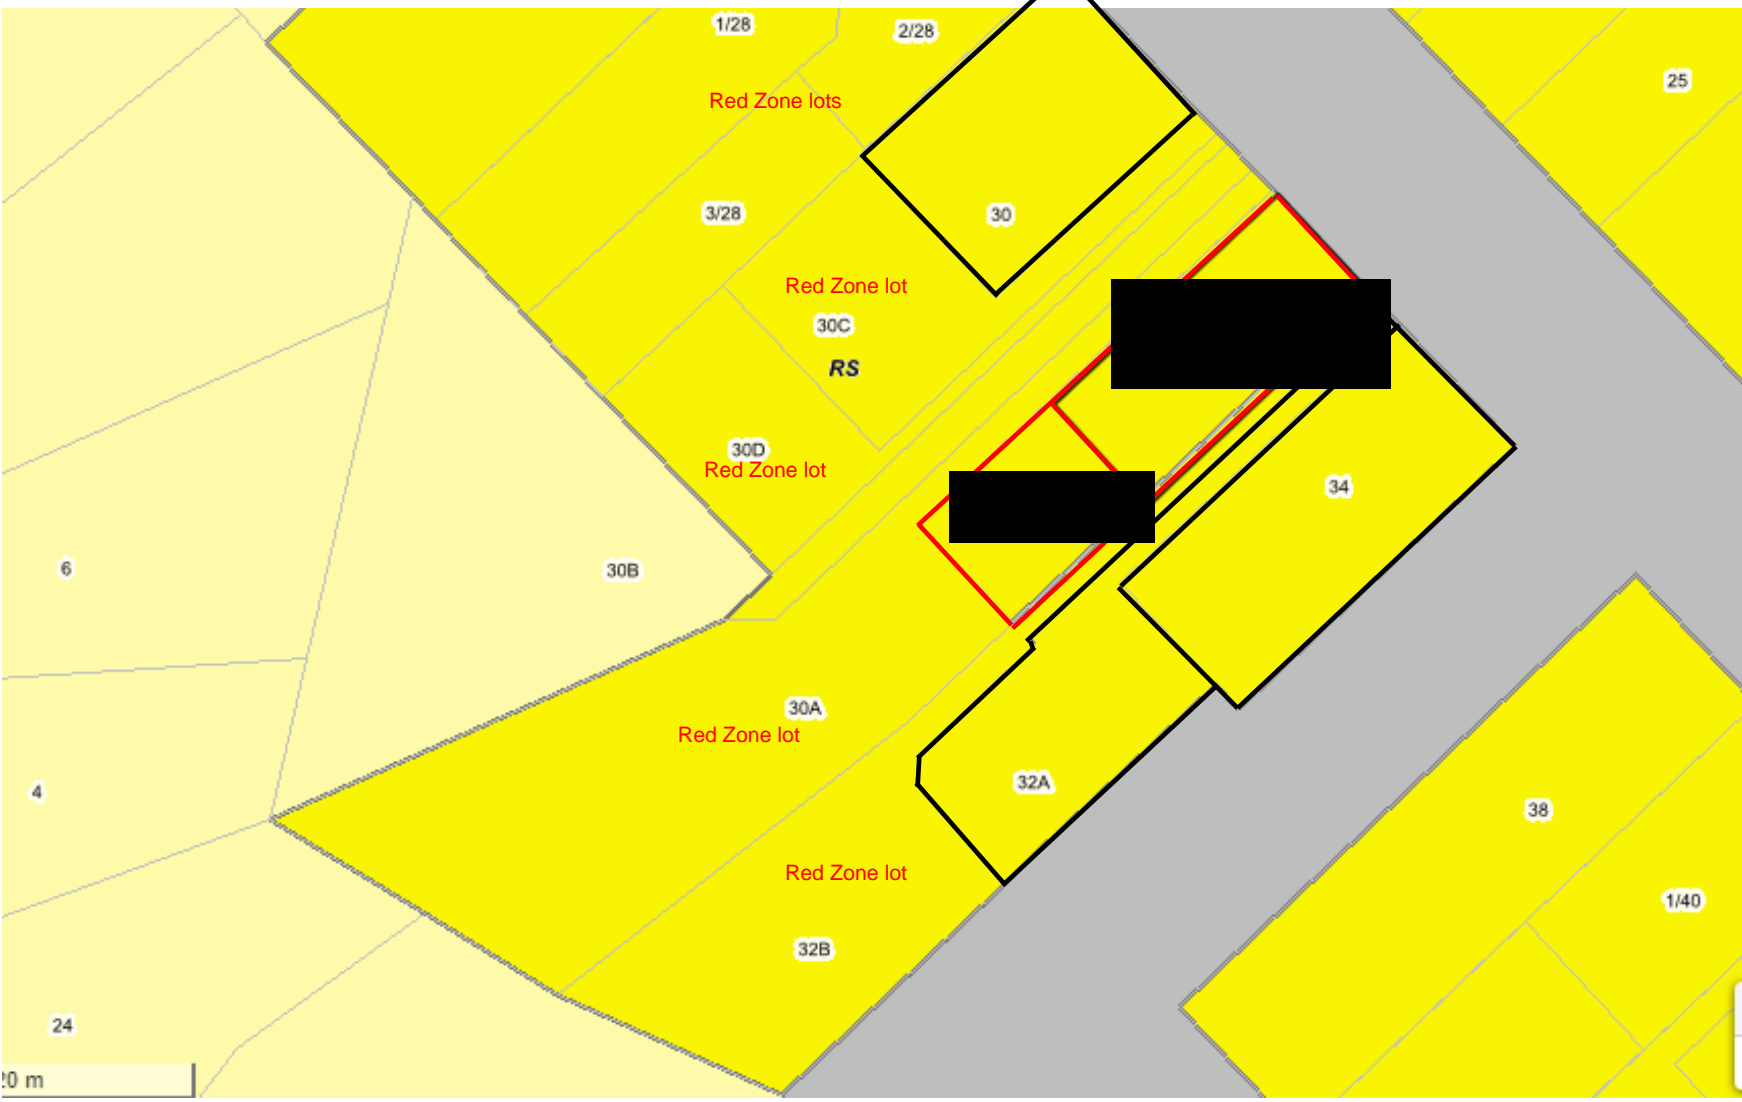 1/28
2/28
25
Red Zone lots
3/28
30
Red Zone lot
30C
RS
30D
Red Zone lot
34
6
30B
30A
Red Zone lot
4
32A
38
Red Zone lot
1/40
32B
24
20 m